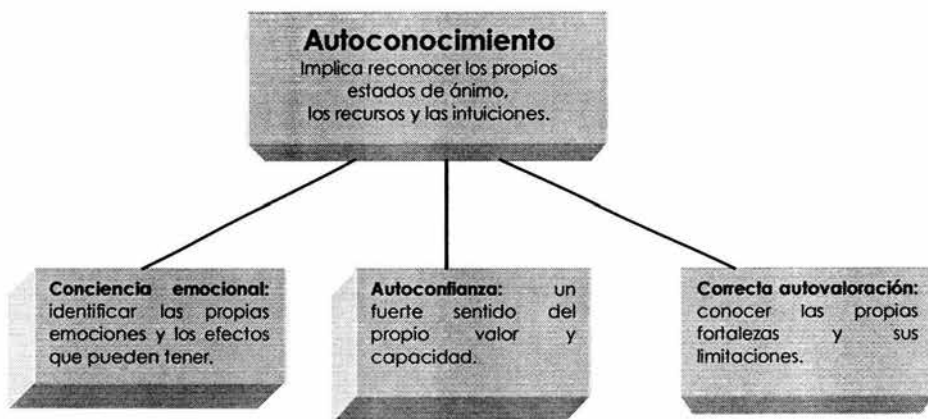 Autoconocimiento
Implica reconocer los propios
estados de ánimo,
los recursos y las intuiciones.
Conciencia emocional:
identificar las propias
emociones y los efectos
que pueden tener.
Autoconfianza: un
fuerte sentido del
propio valor y
capacidad.
Correcta autovaloración:
conocer las propias
fortalezas y sus
limitaciones.